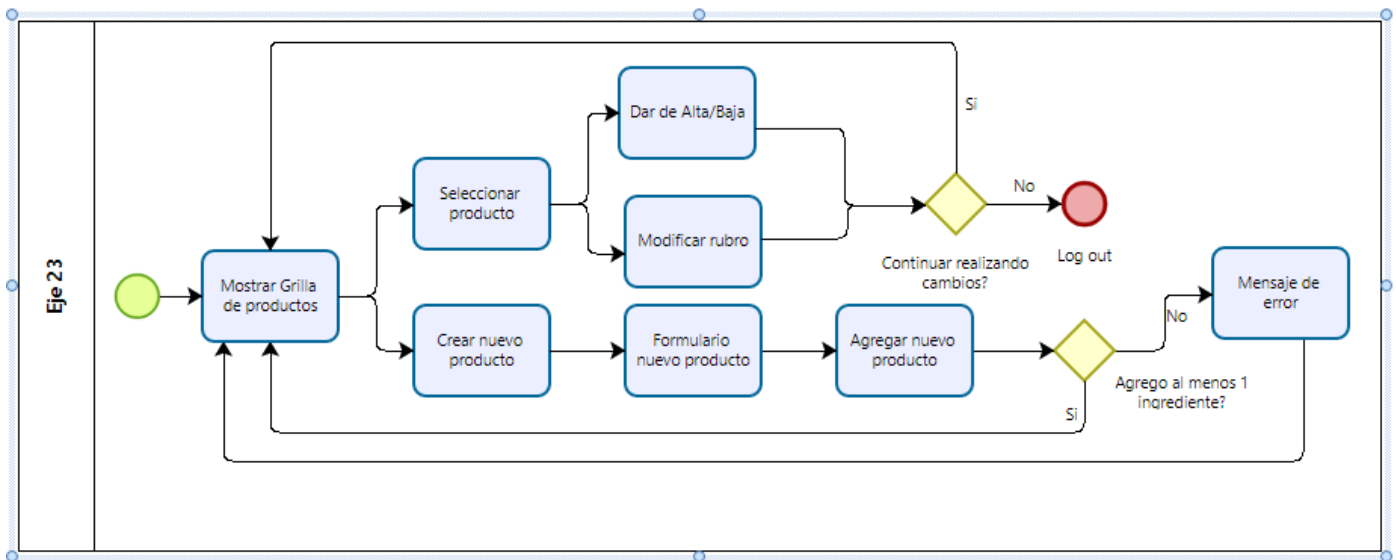 Eje 23
Si
Dar de Alta/Baja
Seleccionar
producto
No
Modificar rubro
Continuar realizando
cambios?
Log out
Mostrar Grilla
de productos
Mensaje de
error
No
Crear nuevo
producto
Formulario
nuevo producto
Agregar nuevo
producto
Agrego al menos 1
ingrediente?
Si